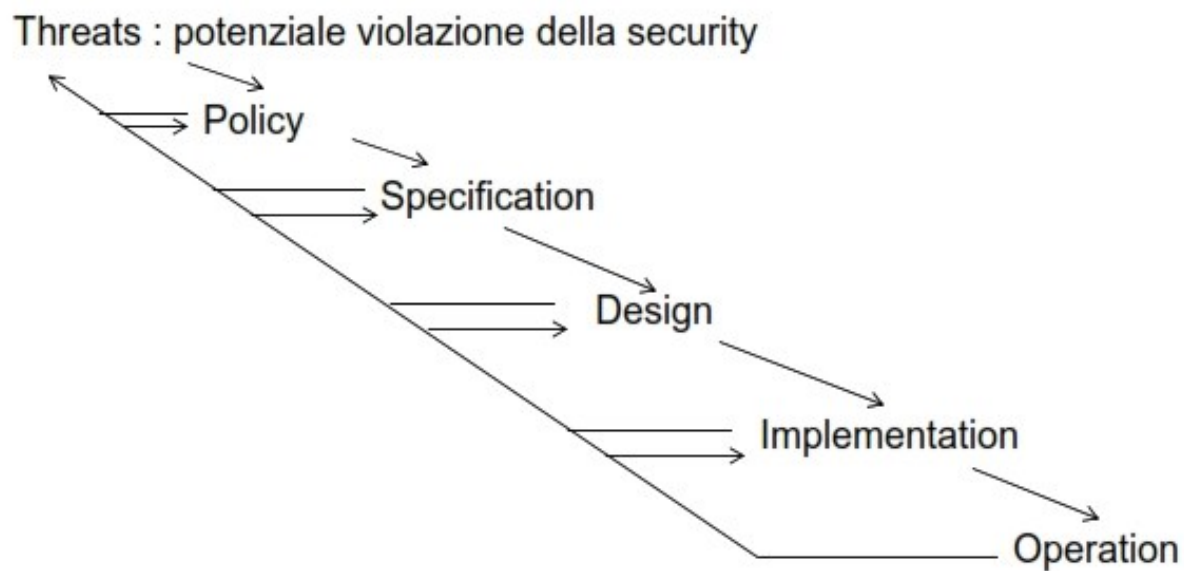 Threats : potenziale violazione della security
Policy
Specification
Design
Implementation
Operation